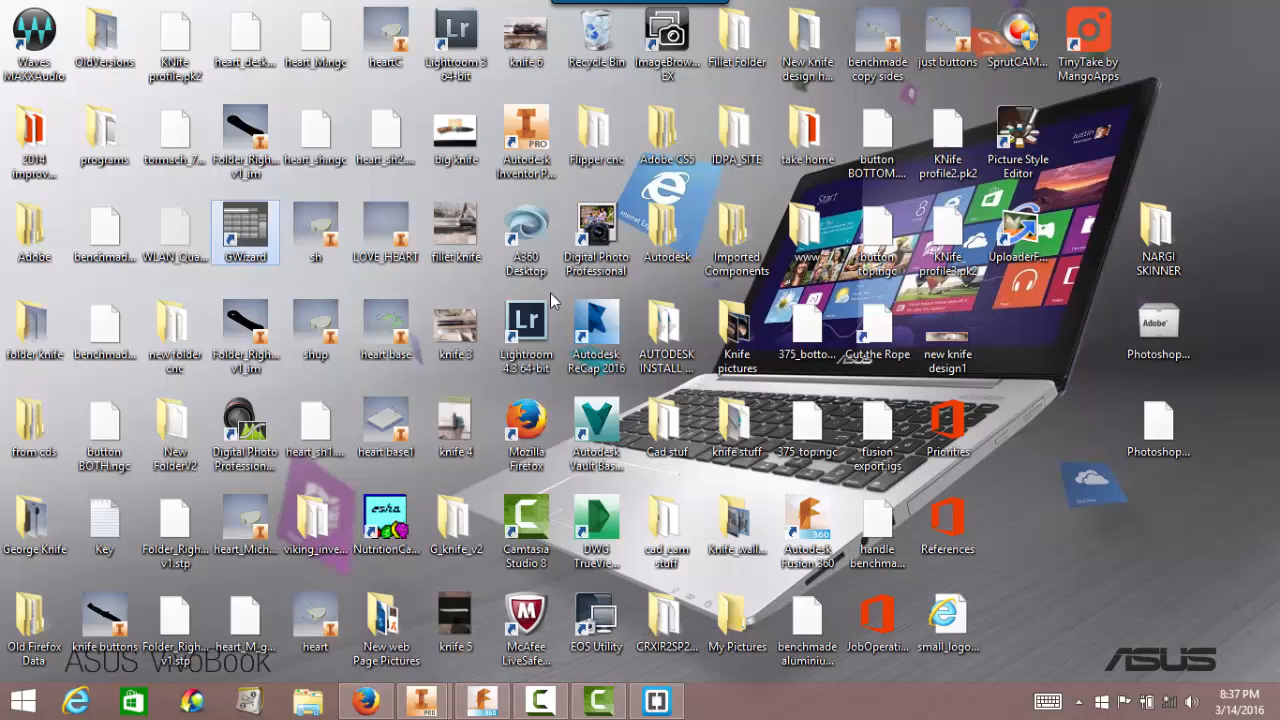 Waves
MAXXAudio
OldVersions
KNife
profile.pk2
heart_desk...
heart_M.ngc
heartC
Lightroom 3
64-bit
knife 6
Recycle Bin
ImageBrow...
EX
Fillet Folder
New Knife
design h...
benchmade
copy sides
just buttons
SprutCAM...
TinyTake by
MangoApps
2014
improv...
programs
tormach_7...
Folder_Righ...
v1_im
heart_sh.ngc
heart_sh2....
big knife
Autodesk
Inventor P...
Flipper cnc
Adobe CS5
IDPA_SITE
take home
button
BOTTOM....
KNife
profile2.pk2
Picture Style
Editor
Adobe
benchmad...
WLAN_Qua...
GWizard
sh
LOVE_HEART
fillet knife
A360
Desktop
Digital Photo
Professional
Autodesk
Imported
Components
www
button
top.ngc
KNife
profile3.pk2
UploaderF...
NARGI
SKINNER
folder knife
benchmad...
new folder
cnc
Folder_Righ...
v1_im
shup
heart base
knife 3
Lightroom
4.3 64-bit
Autodesk
ReCap 2016
AUTODESK
INSTALL ...
Knife
pictures
375_botto...
Cut the Rope
new knife
design1
Photoshop...
from cds
button
BOTH.ngc
New
FolderV2
Digital Photo
Profession...
heart_sh1....
heart base1
knife 4
Mozilla
Firefox
Autodesk
Vault Bas...
Cad stuf
knife stuff
375_top.ngc
fusion
export.igs
Priorities
Photoshop...
George Knife
Key
Folder_Righ...
v1.stp
heart_Mich...
viking_inve...
NutritionCa...
G_knife_v2
Camtasia
Studio 8
DWG
TrueView...
cad_cam
stuff
Knife_wall...
Autodesk
Fusion 360
handle
benchma...
References
Old Firefox
Data
knife buttons
Folder_Righ...
v1.stp
heart_M_g...
heart
New web
Page Pictures
knife 5
McAfee
LiveSafe...
EOS Utility
CRXIR2SP2...
My Pictures
benchmade
aluminiu...
JobOperati...
small_logo...
ASUS VivoBook
ASUS
8:37 PM
3/14/2016